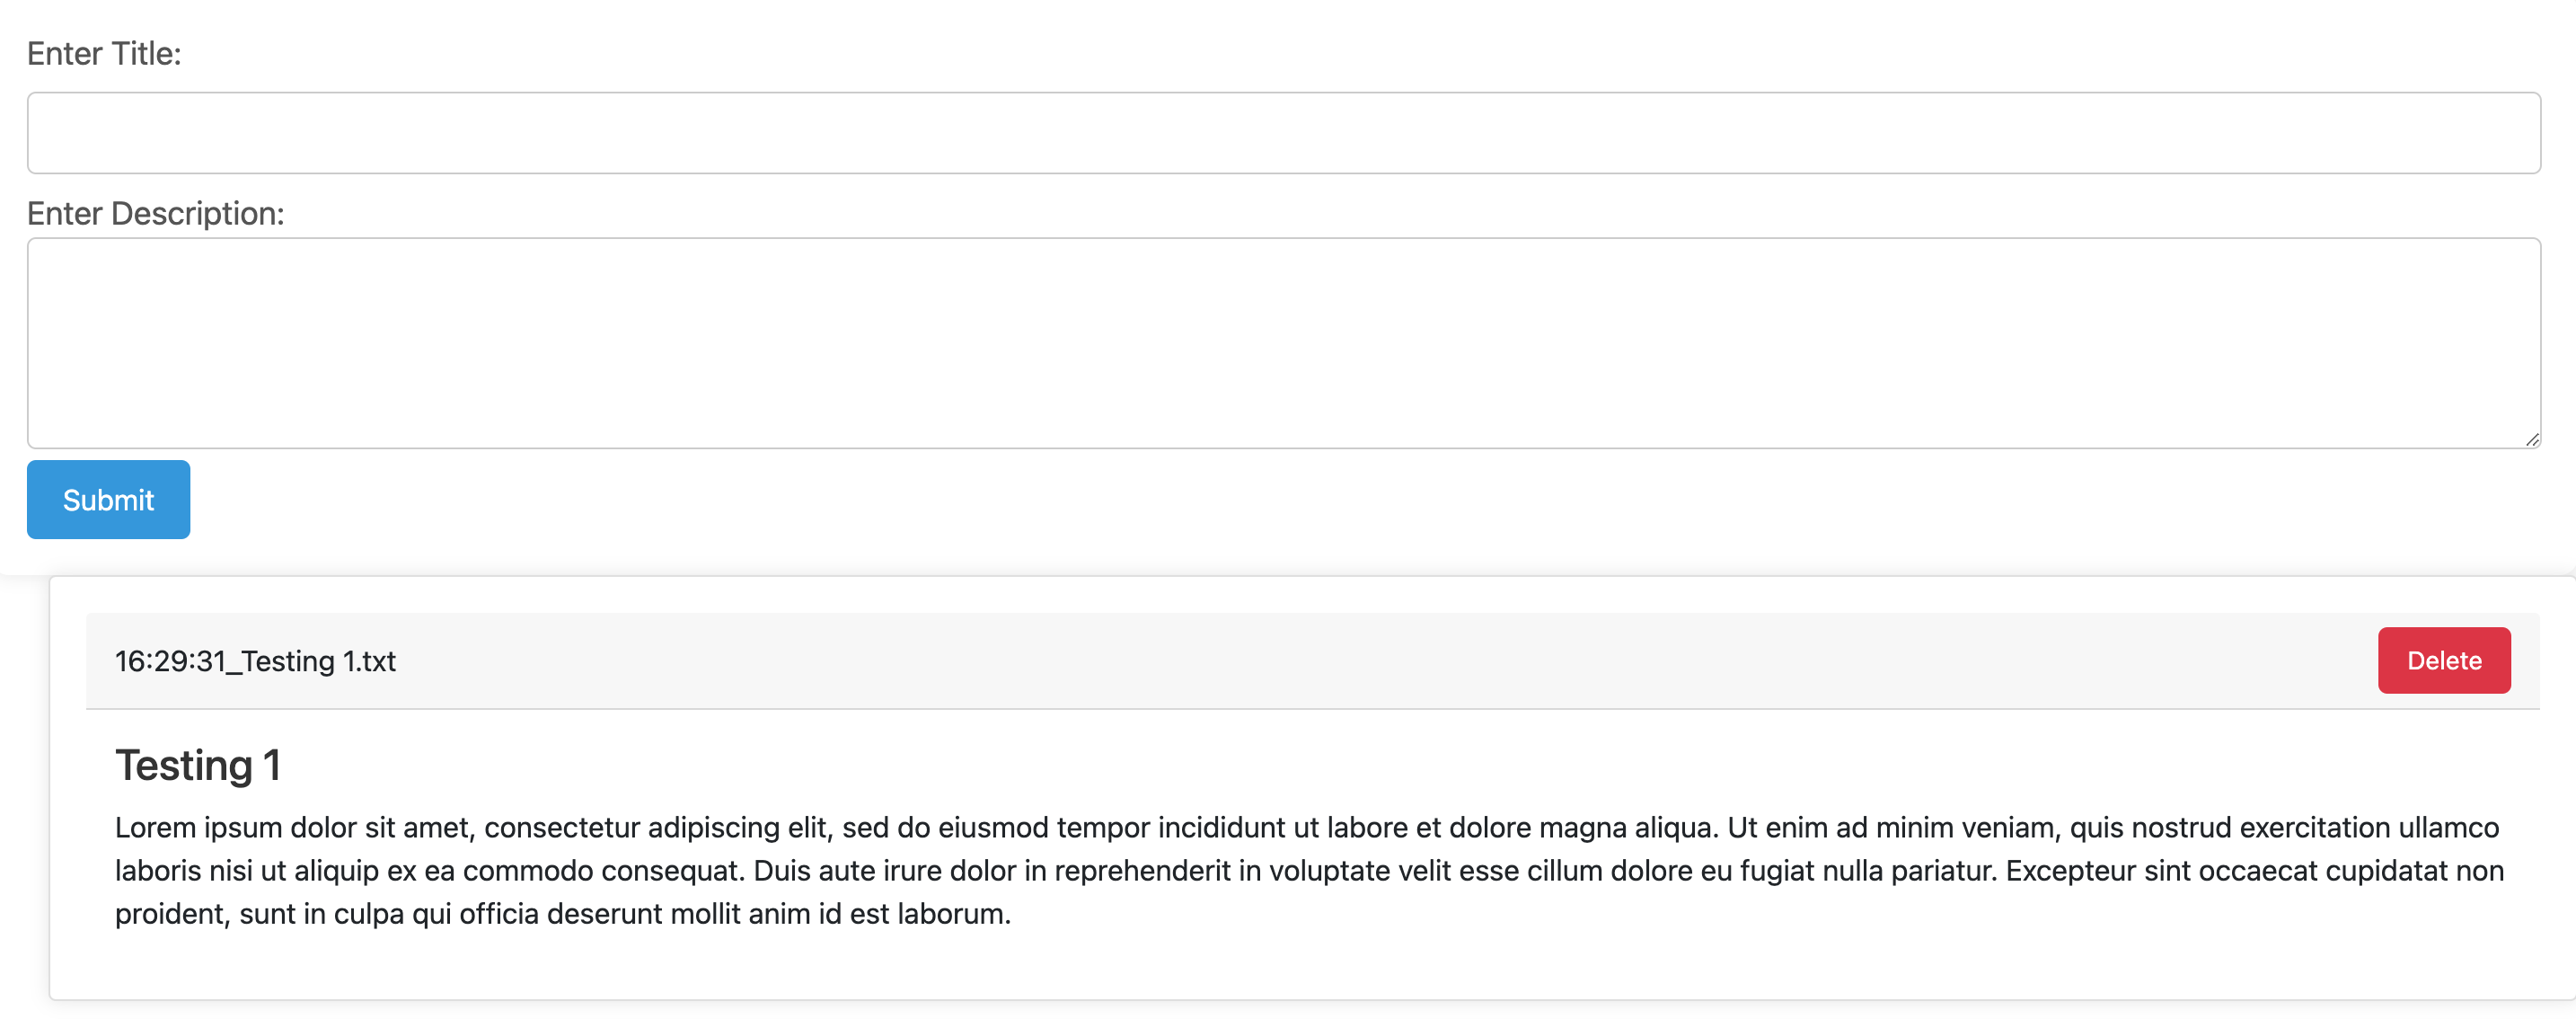 Enter Title:
Enter Description:
Submit
16:29:31_Testing 1.txt
Delete
Testing 1
Lorem ipsum dolor sit amet, consectetur adipiscing elit, sed do eiusmod tempor incididunt ut labore et dolore magna aliqua. Ut enim ad minim veniam, quis nostrud exercitation ullamco
laboris nisi ut aliquip ex ea commodo consequat. Duis aute irure dolor in reprehenderit in voluptate velit esse cillum dolore eu fugiat nulla pariatur. Excepteur sint occaecat cupidatat non
proident, sunt in culpa qui officia deserunt mollit anim id est laborum.